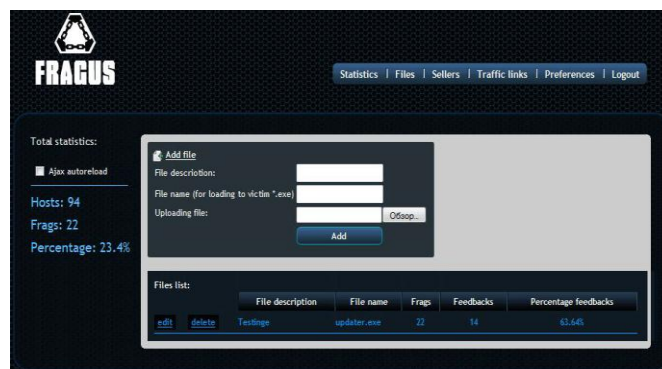 FRAGUS
Statistics | Files | Sellers | Traffic links | Preferences | Logout
Total statistics:
Ajax autoreload
Hosts: 94
Frags: 22
Percentage: 23.4%
Add file
File description:
File name (for loading to victim *.exe)
Uploading file:
Обзор...
Add
Files list:
File description File name Frags Feedbacks Percentage feedbacks
edit delete Testinge updater.exe 22 14 63.64%